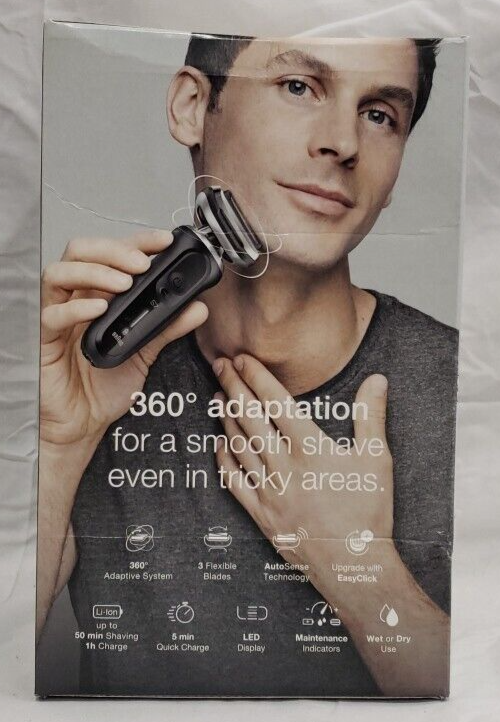 360° adaptation
for a smooth shave
even in tricky areas.
360°
Adaptive System
3 Flexible
Blades
AutoSense
Technology
Upgrade with
EasyClick
Li-Ion
up to
50 min Shaving
1h Charge
5 min
Quick Charge
LED
Display
Maintenance
Indicators
Wet or Dry
Use